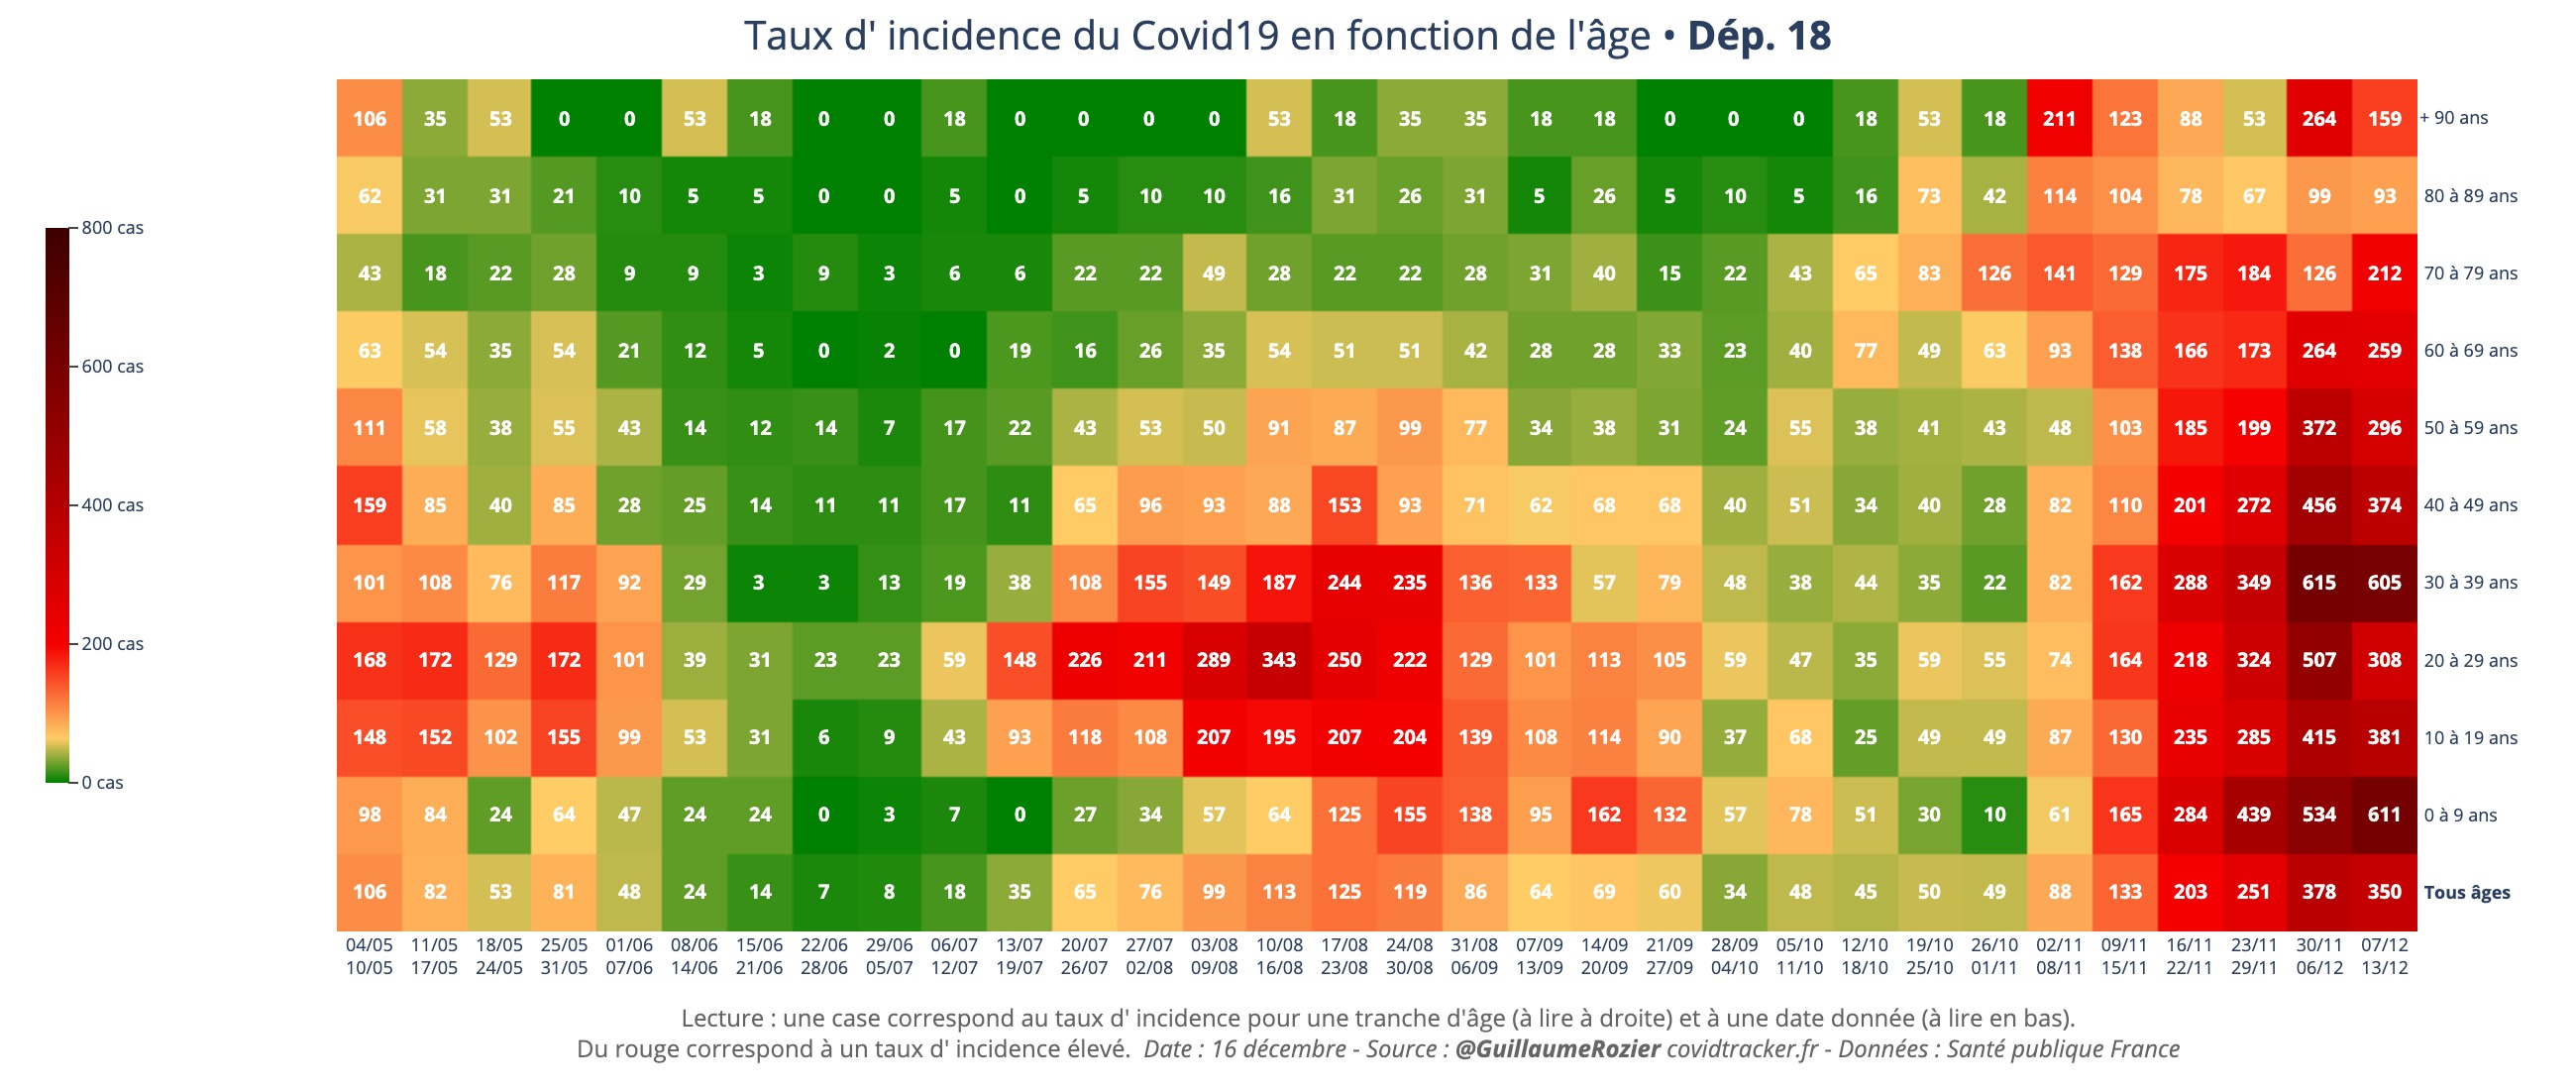 Taux d' incidence du Covid19 en fonction de l'âge • Dép. 18
106 35 53 0 0 53 18 0 0 18 0 0 0 0 53 18 35 35 18 18 0 0 0 18 53 18 211 123 88 53 264 159 + 90 ans
62 31 31 21 10 5 5 0 0 5 0 5 10 10 16 31 26 31 5 26 5 10 5 16 73 42 114 104 78 67 99 93 80 à 89 ans
800 cas
43 18 22 28 9 9 3 9 3 6 6 22 22 49 28 22 22 28 31 40 15 22 43 65 83 126 141 129 175 184 126 212 70 à 79 ans
63 54 35 54 21 12 5 0 2 0 19 16 26 35 54 51 51 42 28 28 33 23 40 77 49 63 93 138 166 173 264 259 60 à 69 ans
600 cas
111 58 38 55 43 14 12 14 7 17 22 43 53 50 91 87 99 77 34 38 31 24 55 38 41 43 48 103 185 199 372 296 50 à 59 ans
400 cas
159 85 40 85 28 25 14 11 11 17 11 65 96 93 88 153 93 71 62 68 68 40 51 34 40 28 82 110 201 272 456 374 40 à 49 ans
101 108 76 117 92 29 3 3 13 19 38 108 155 149 187 244 235 136 133 57 79 48 38 44 35 22 82 162 288 349 615 605 30 à 39 ans
200 cas
168 172 129 172 101 39 31 23 23 59 148 226 211 289 343 250 222 129 101 113 105 59 47 35 59 55 74 164 218 324 507 308 20 à 29 ans
148 152 102 155 99 53 31 6 9 43 93 118 108 207 195 207 204 139 108 114 90 37 68 25 49 49 87 130 235 285 415 381 10 à 19 ans
0 cas
98 84 24 64 47 24 24 0 3 7 0 27 34 57 64 125 155 138 95 162 132 57 78 51 30 10 61 165 284 439 534 611 0 à 9 ans
106 82 53 81 48 24 14 7 8 18 35 65 76 99 113 125 119 86 64 69 60 34 48 45 50 49 88 133 203 251 378 350 Tous âges
04/05 11/05 18/05 25/05 01/06 08/06 15/06 22/06 29/06 06/07 13/07 20/07 27/07 03/08 10/08 17/08 24/08 31/08 07/09 14/09 21/09 28/09 05/10 12/10 19/10 26/10 02/11 09/11 16/11 23/11 30/11 07/12
10/05 17/05 24/05 31/05 07/06 14/06 21/06 28/06 05/07 12/07 19/07 26/07 02/08 09/08 16/08 23/08 30/08 06/09 13/09 20/09 27/09 04/10 11/10 18/10 25/10 01/11 08/11 15/11 22/11 29/11 06/12 13/12
Lecture : une case correspond au taux d' incidence pour une tranche d'âge (à lire à droite) et à une date donnée (à lire en bas).
Du rouge correspond à un taux d' incidence élevé. Date : 16 décembre - Source : @GuillaumeRozier covidtracker.fr - Données : Santé publique France